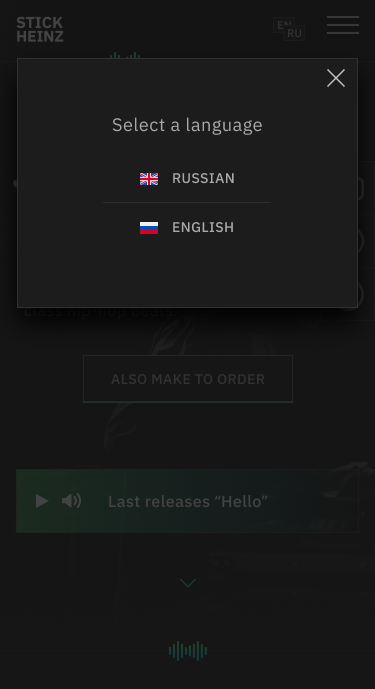 STICK
HEINZ
EN
RU
Select a language
RUSSIAN
ENGLISH
ALSO MAKE TO ORDER
Last releases “Hello”